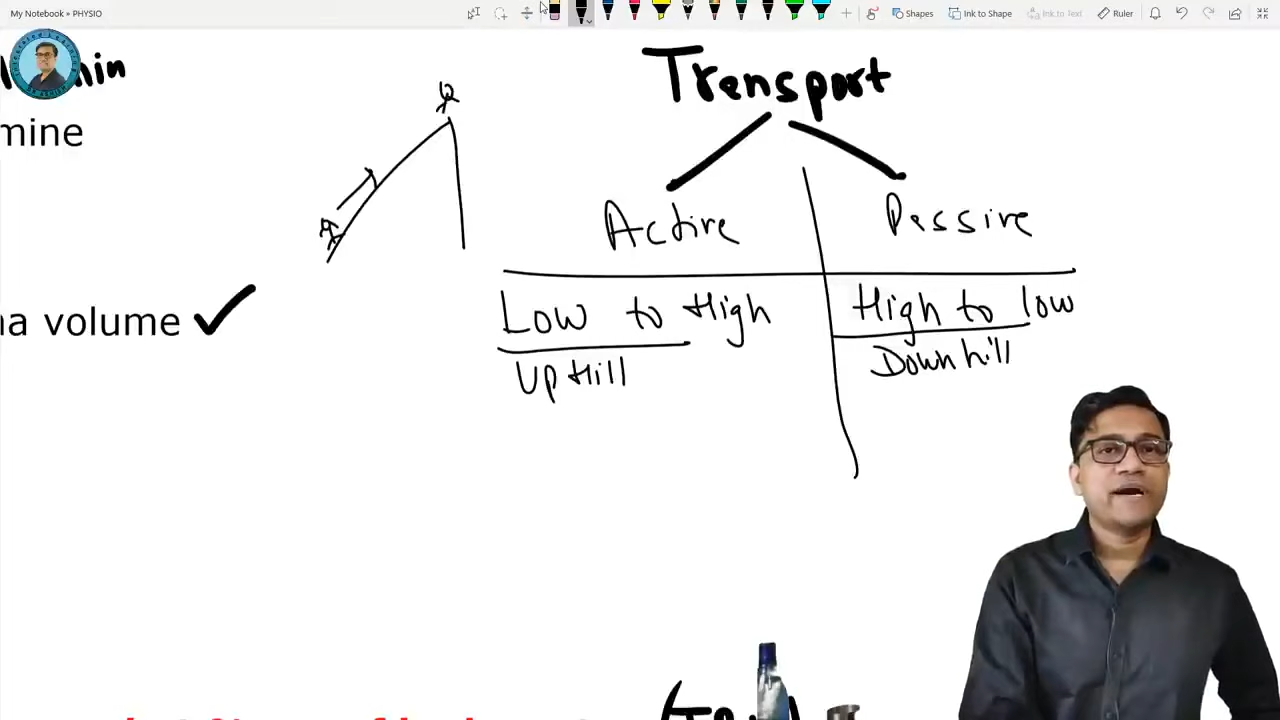 My Notebook » PHYSIO
Shapes
Ink to Shape
Ink to Text
Ruler
Transport
mine
Active
Passive
Low to High
High to low
volume
Up Hill
Down hill